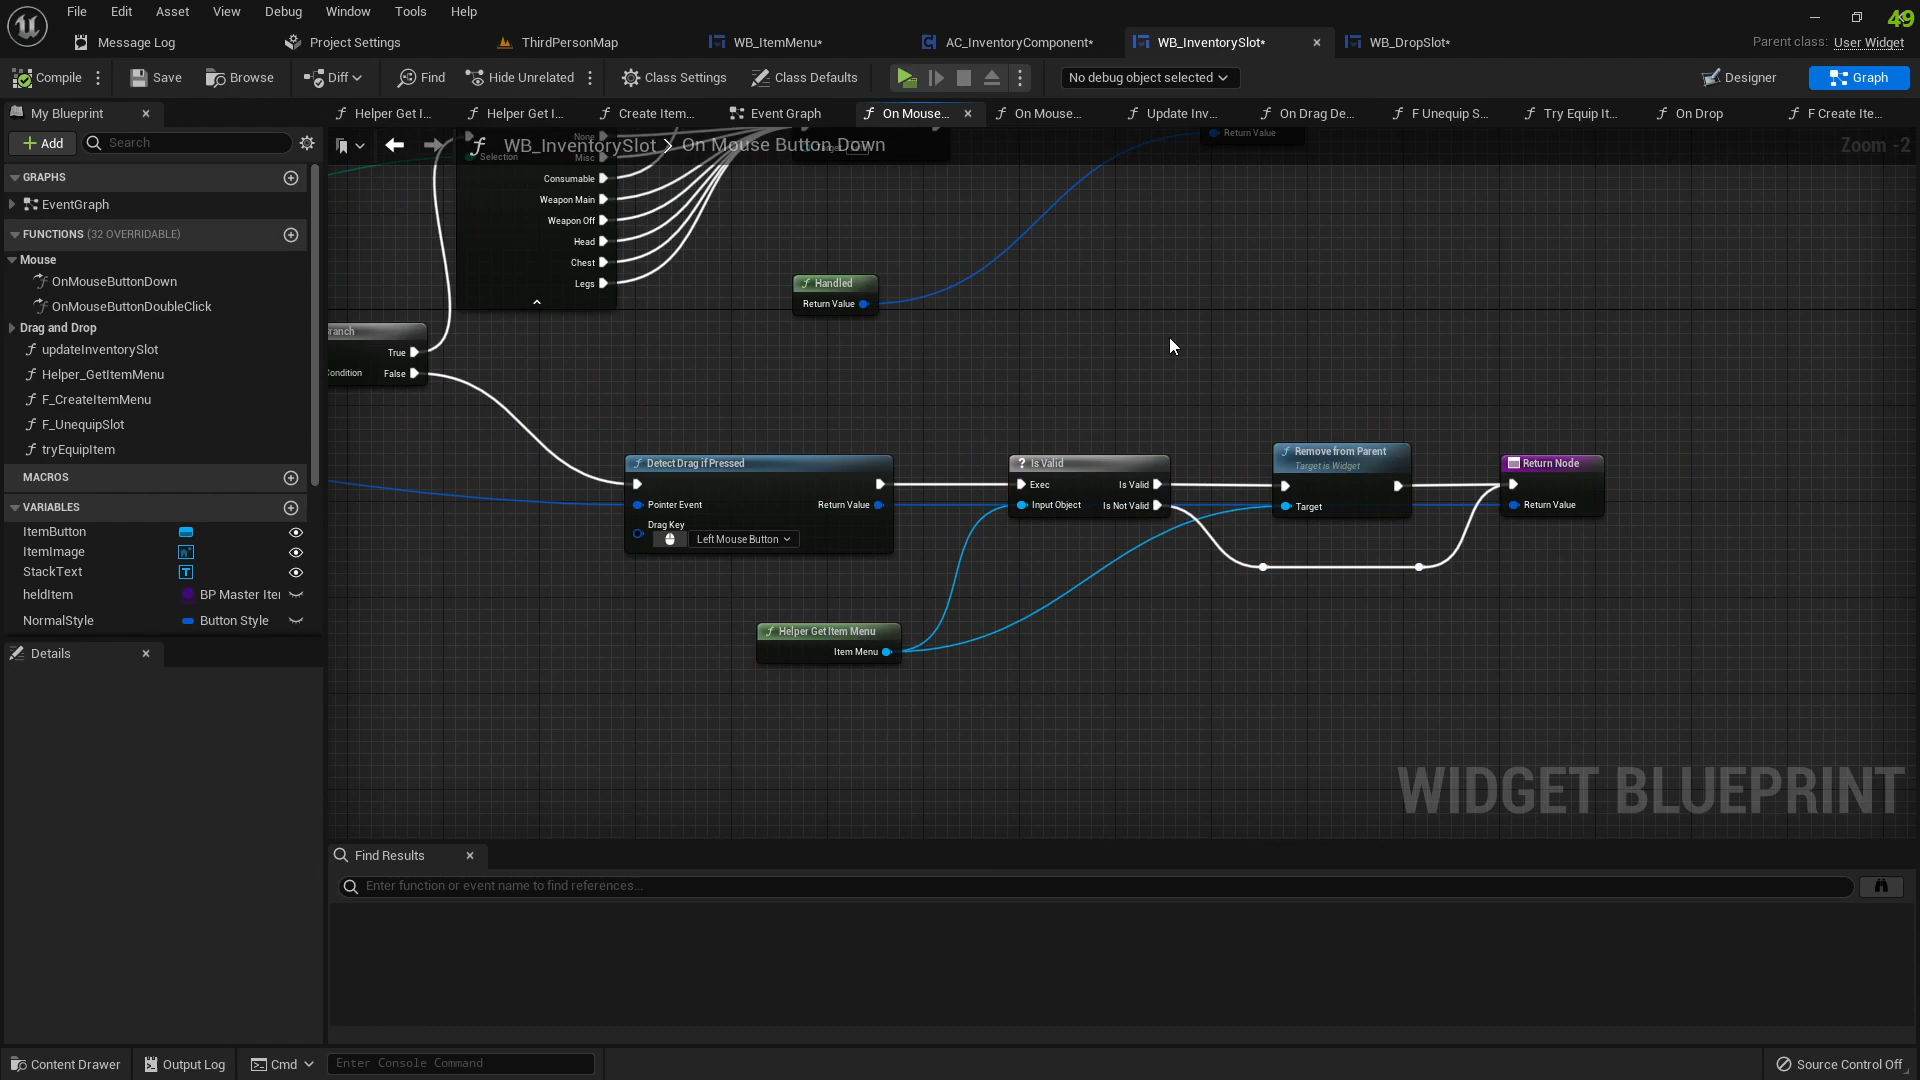 File Edit Asset View Debug Window Tools Help
49
Message Log Project Settings ThirdPersonMap WB_ItemMenu* AC_InventoryComponent* WB_InventorySlot* WB_DropSlot*
Parent class: User Widget
Compile Save Browse Diff Find Hide Unrelated Class Settings Class Defaults No debug object selected Designer Graph
My Blueprint
Helper Get I... Helper Get I... Create Item... Event Graph On Mouse... On Mouse... Update Inv... On Drag De... F Unequip S... Try Equip It... On Drop F Create Ite...
Add Search
WB_InventorySlot > On Mouse Button Down
Zoom -2
GRAPHS
EventGraph
FUNCTIONS (32 OVERRIDABLE)
Mouse
OnMouseButtonDown
OnMouseButtonDoubleClick
Drag and Drop
updateInventorySlot
Helper_GetItemMenu
F_CreateItemMenu
F_UnequipSlot
tryEquipItem
MACROS
VARIABLES
ItemButton
ItemImage
StackText
heldItem BP Master Iter
NormalStyle Button Style
Details
None
Selection Misc
Consumable
Weapon Main
Weapon Off
Head
Chest
Legs
Return Value
Handled
Return Value
ranch
True
ondition False
Detect Drag if Pressed
Pointer Event Return Value
Drag Key
Left Mouse Button
Is Valid
Exec Is Valid
Input Object Is Not Valid
Remove from Parent
Target is Widget
Target
Return Node
Return Value
Helper Get Item Menu
Item Menu
WIDGET BLUEPRINT
Find Results
Enter function or event name to find references...
Content Drawer Output Log Cmd Enter Console Command Source Control Off